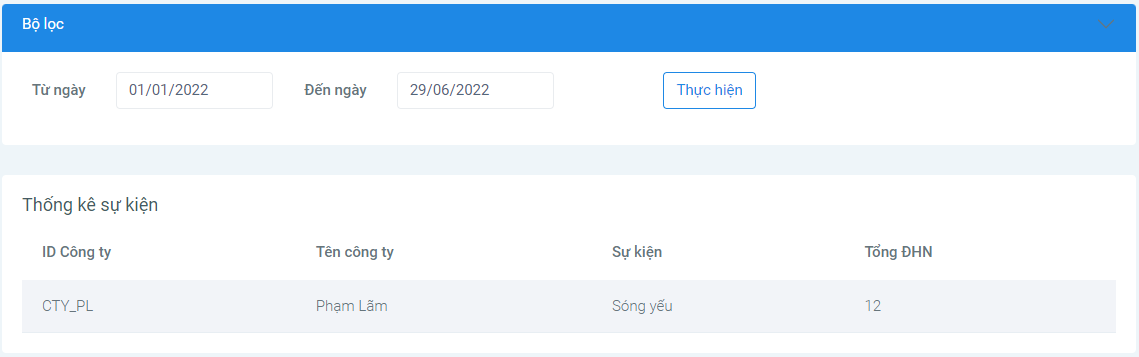 Bộ lọc
Từ ngày 01/01/2022 Đến ngày 29/06/2022 Thực hiện
Thống kê sự kiện
ID Công ty Tên công ty Sự kiện Tổng ĐHN
CTY_PL Phạm Lãm Sóng yếu 12